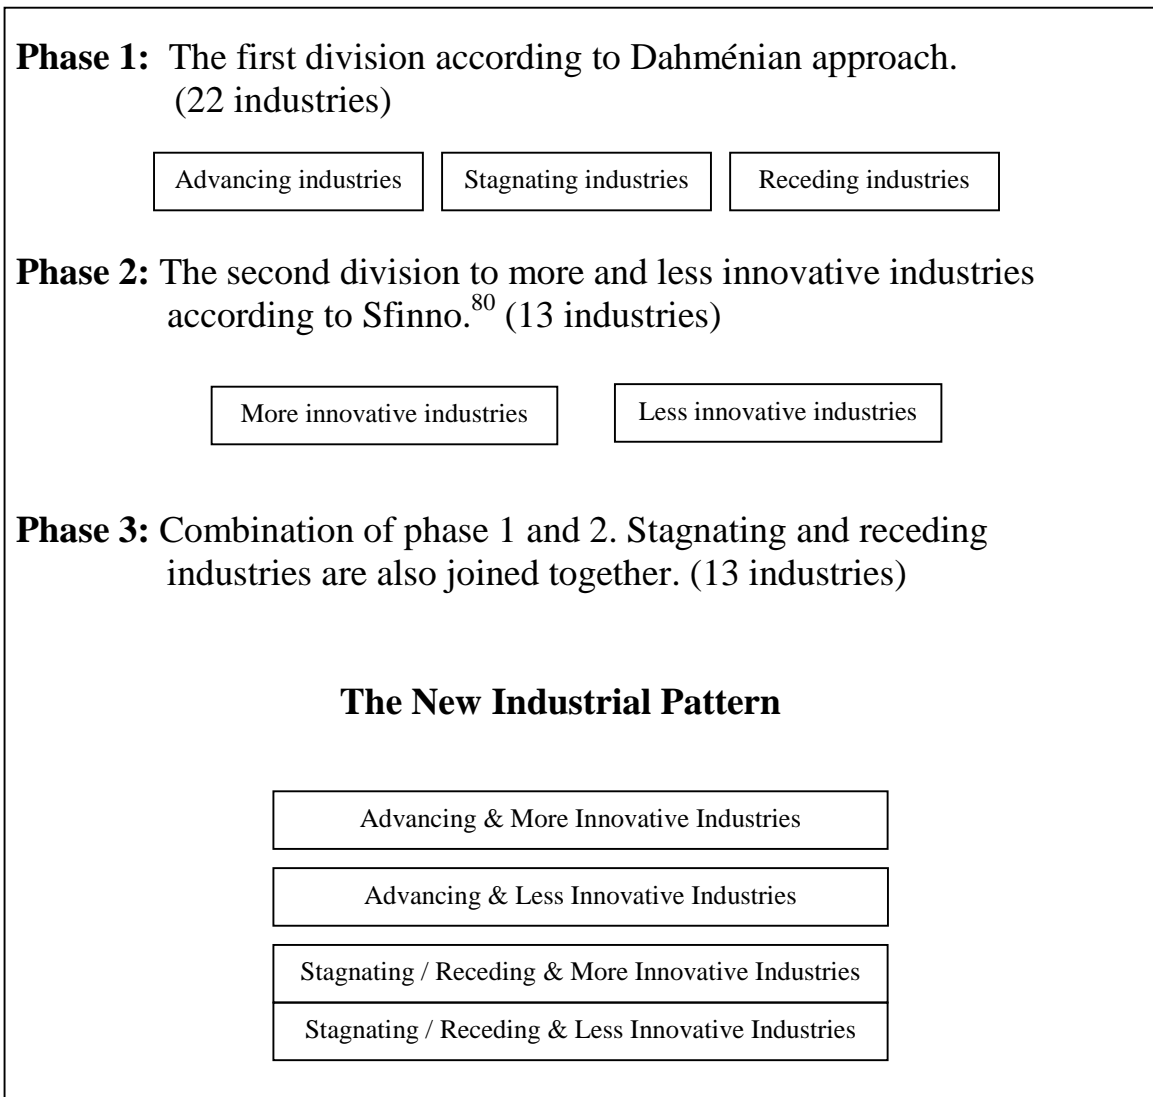 Phase 1: The first division according to Dahménian approach.
(22 industries)
Advancing industries
Stagnating industries
Receding industries
Phase 2: The second division to more and less innovative industries
according to Sfinno.80 (13 industries)
More innovative industries
Less innovative industries
Phase 3: Combination of phase 1 and 2. Stagnating and receding
industries are also joined together. (13 industries)
The New Industrial Pattern
Advancing & More Innovative Industries
Advancing & Less Innovative Industries
Stagnating / Receding & More Innovative Industries
Stagnating / Receding & Less Innovative Industries